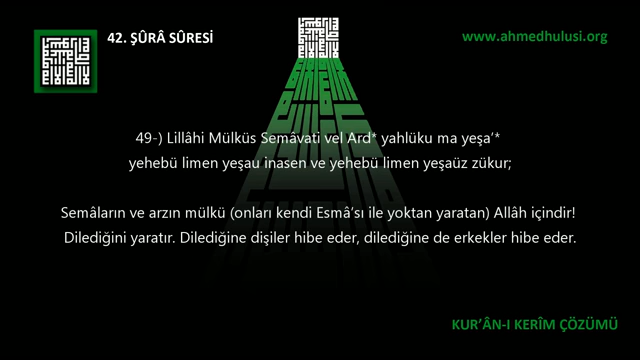 42. ŞÛRÂ SÛRESİ
www.ahmedhulusi.org
49-) Lillâhi Mülküs Semâvati vel Ard* yahlüku ma yeşa’*
yehebü limen yeşau inasen ve yehebü limen yeşaüz zükur;
Semâların ve arzın mülkü (onları kendi Esmâ’sı ile yoktan yaratan) Allâh içindir!
Dilediğini yaratır. Dilediğine dişiler hibe eder, dilediğine de erkekler hibe eder.
KUR’ÂN-I KERÎM ÇÖZÜMÜ